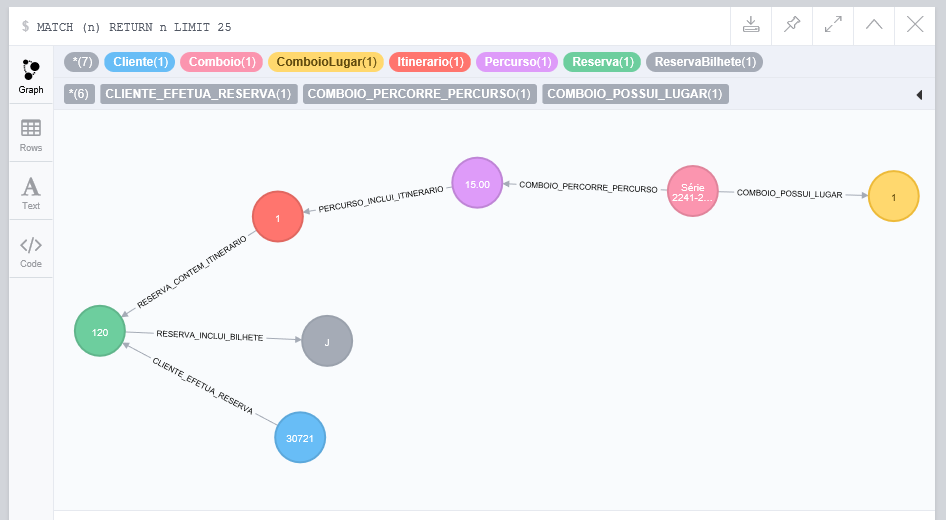 $ MATCH (n) RETURN n LIMIT 25
*(7) Cliente(1) Comboio(1) ComboioLugar(1) Itinerario(1) Percurso(1) Reserva(1) ReservaBilhete(1)
*(6) CLIENTE_EFETUA_RESERVA(1) COMBOIO_PERCORRE_PERCURSO(1) COMBOIO_POSSUI_LUGAR(1)
Graph
Rows
Text
Code
15.00
COMBOIO_PERCORRE_PERCURSO
Série
2241-2...
COMBOIO_POSSUI_LUGAR
1
PERCURSO_INCLUI_ITINERARIO
1
RESERVA_CONTEM_ITINERARIO
120
RESERVA_INCLUI_BILHETE
J
CLIENTE_EFETUA_RESERVA
30721